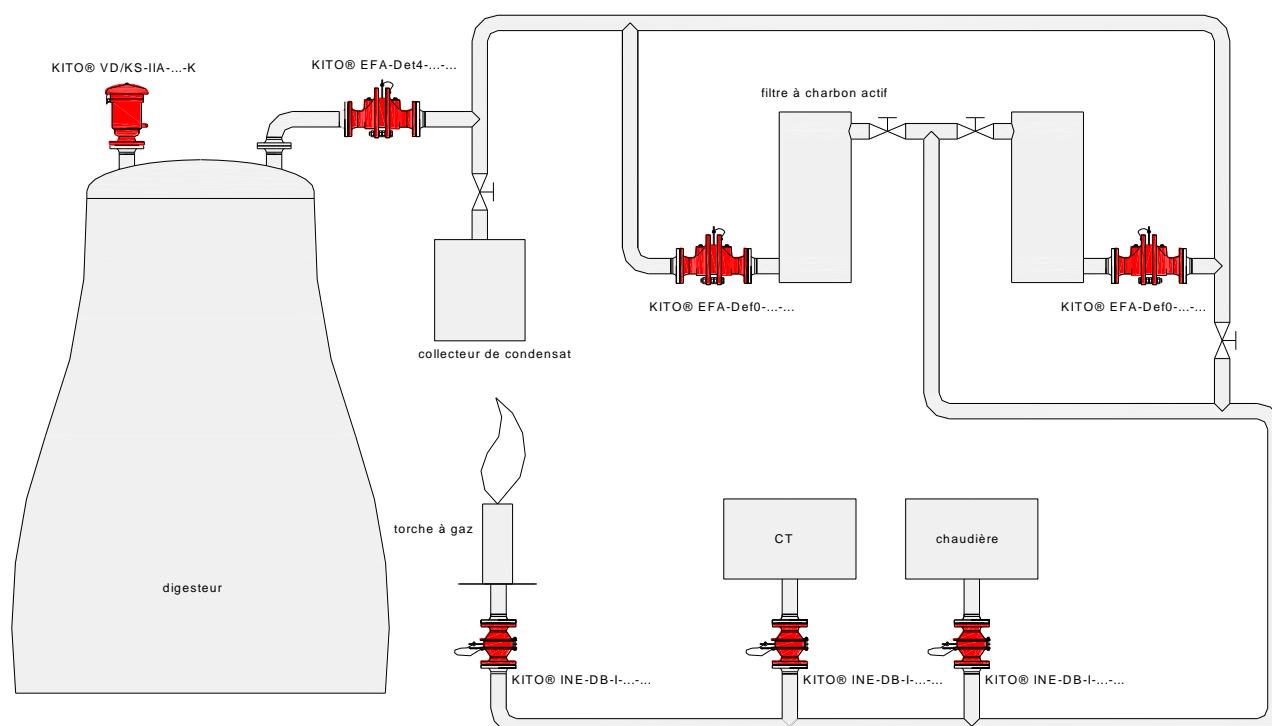 KITO® VD/KS-IIA-...-K
KITO® EFA-Det4-...-...
filtre à charbon actif
KITO® EFA-Def0-...-...
KITO® EFA-Def0-...-...
collecteur de condensat
torche à gaz
CT
chaudière
digesteur
KITO® INE-DB-I-...-...
KITO® INE-DB-I-...-...
KITO® INE-DB-I-...-...